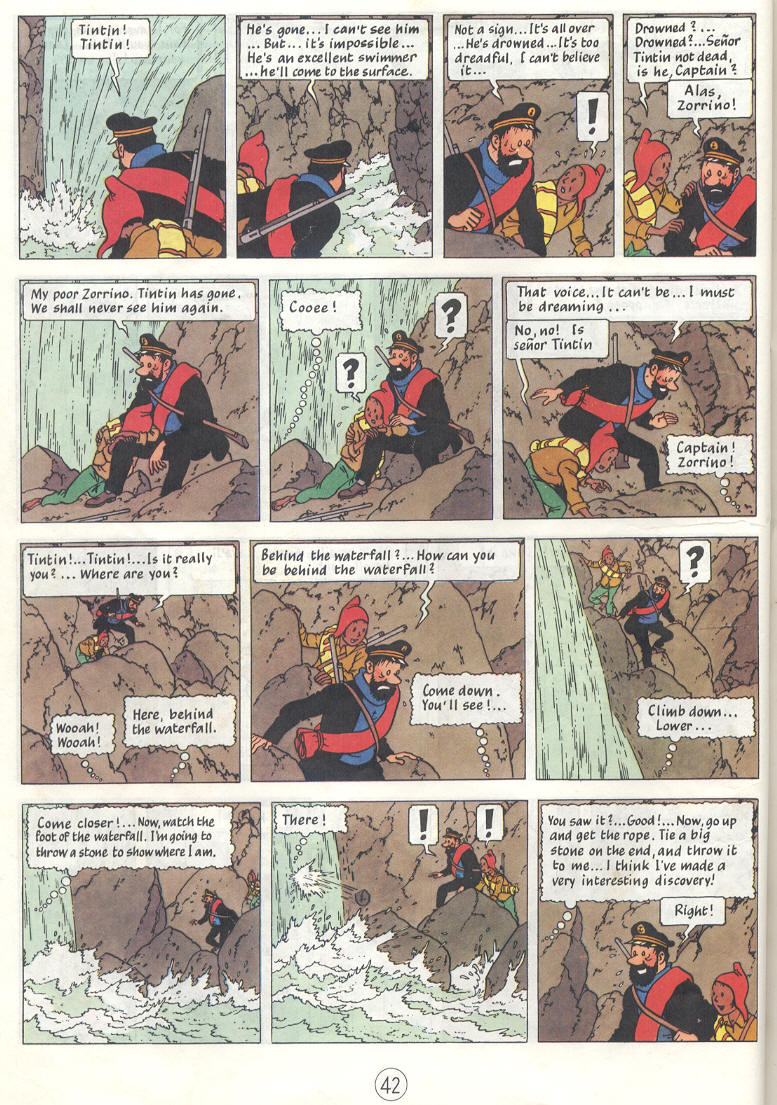 Tintin!
Tintin!
He's gone... I can't see him
... But... it's impossible...
He's an excellent swimmer
...he'll come to the surface.
Not a sign... It's all over
...He's drowned...It's too
dreadful, I can't believe
it...
!
Drowned?...
Drowned?...Señor
Tintin not dead,
is he, Captain?
Alas,
Zorrino!
My poor Zorrino. Tintin has gone.
We shall never see him again.
Cooee!
?
?
That voice...It can't be...I must
be dreaming...
No, no! Is
señor Tintin
Captain!
Zorrino!
Tintin!...Tintin!...Is it really
you?... Where are you?
Wooah!
Wooah!
Here, behind
the waterfall.
Behind the waterfall?...How can you
be behind the waterfall?
Come down.
You'll see!...
?
Climb down...
Lower...
Come closer!...Now, watch the
foot of the waterfall. I'm going to
throw a stone to show where I am.
There!
!
!
You saw it?...Good!...Now, go up
and get the rope. Tie a big
stone on the end, and throw it
to me...I think I've made a
very interesting discovery!
Right!
42